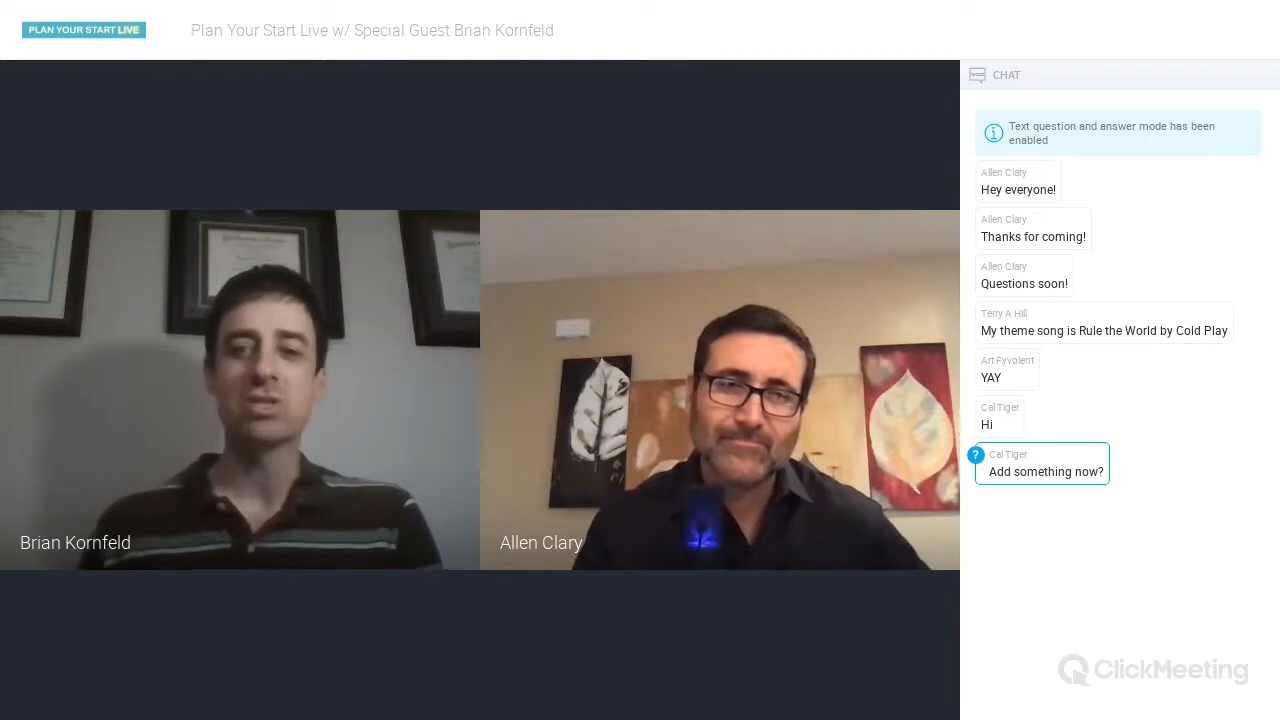 PLAN YOUR START LIVE
Plan Your Start Live w/ Special Guest Brian Kornfeld
CHAT
Text question and answer mode has been
enabled
Allen Clary
Hey everyone!
Allen Clary
Thanks for coming!
Allen Clary
Questions soon!
Terry A Hill
My theme song is Rule the World by Cold Play
Art Fyvolent
YAY
Cal Tiger
Hi
?
Cal Tiger
Add something now?
Brian Kornfeld
Allen Clary
ClickMeeting